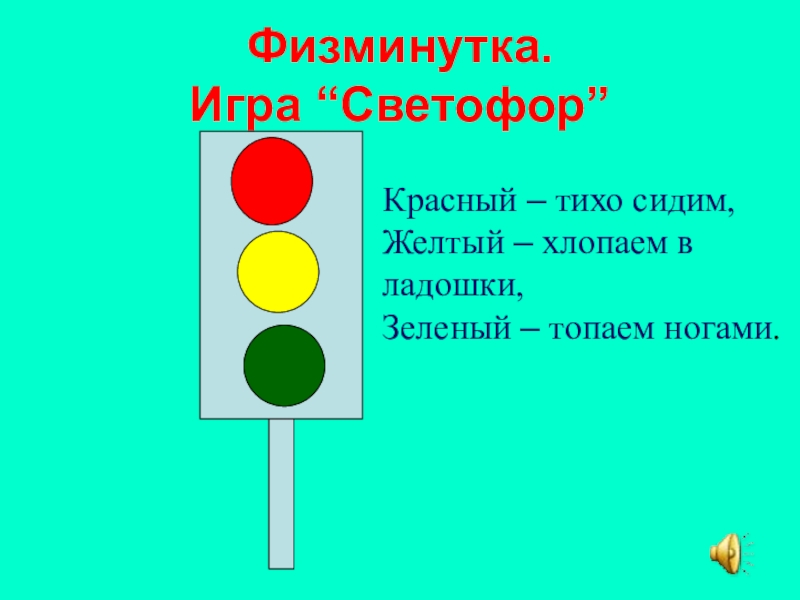 Физминутка.
Игра “Светофор”
Красный – тихо сидим,
Желтый – хлопаем в
ладошки,
Зеленый – топаем ногами.